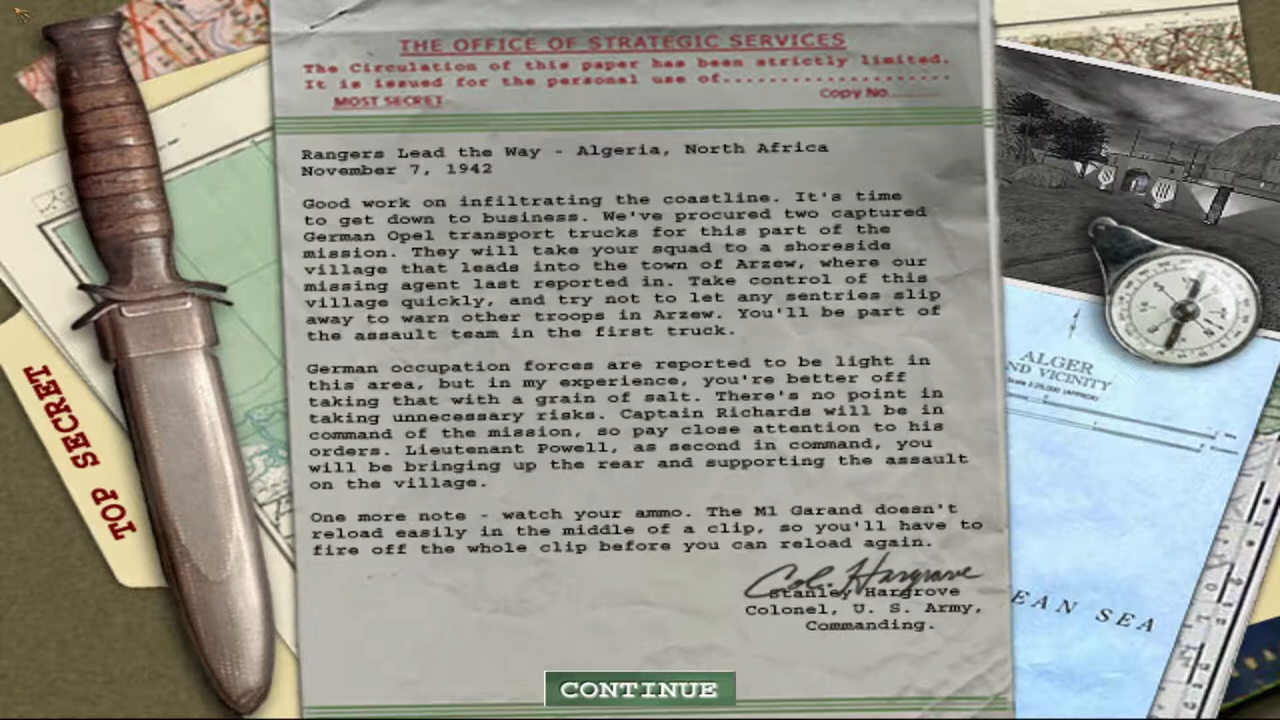 THE OFFICE OF STRATEGIC SERVICES
The Circulation of this paper has been strictly limited.
It is issued for the personal use of.....................
MOST SECRET
Copy No..........
Rangers Lead the Way - Algeria, North Africa
November 7, 1942
Good work on infiltrating the coastline. It's time
to get down to business. We've procured two captured
German Opel transport trucks for this part of the
mission. They will take your squad to a shoreside
village that leads into the town of Arzew, where our
missing agent last reported in. Take control of this
village quickly, and try not to let any sentries slip
away to warn other troops in Arzew. You'll be part of
the assault team in the first truck.
German occupation forces are reported to be light in
this area, but in my experience, you're better off
taking that with a grain of salt. There's no point in
taking unnecessary risks. Captain Richards will be in
command of the mission, so pay close attention to his
orders. Lieutenant Powell, as second in command, you
will be bringing up the rear and supporting the assault
on the village.
One more note - watch your ammo. The M1 Garand doesn't
reload easily in the middle of a clip, so you'll have to
fire off the whole clip before you can reload again.
Col. Hargrave
Stanley Hargrove
Colonel, U. S. Army,
Commanding.
CONTINUE
TOP SECRET
ALGER
ND VICINITY
EAN SEA